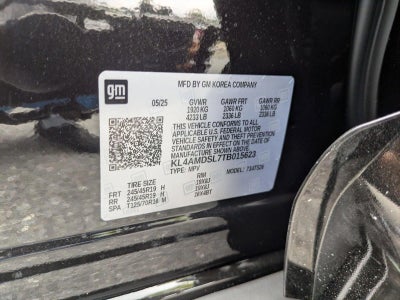 gm
MFD BY GM KOREA COMPANY
05/25 GVWR GAWR FRT GAWR RR
1920 KG 1060 KG 1060 KG
4233 LB 2336 LB 2336 LB
THIS VEHICLE CONFORMS TO ALL
APPLICABLE U.S. FEDERAL MOTOR
VEHICLE SAFETY AND THEFT PREVENTION
STANDARDS IN EFFECT ON THE DATE OF
MANUFACTURE SHOWN ABOVE.
KL4AMDSL7TB015623
TYPE: MPV
TIRE SIZE RIM
FRT 245/45R19 H 19X8J
RR 245/45R19 H 19X8J
SPA T125/70R16 M 16X4BT